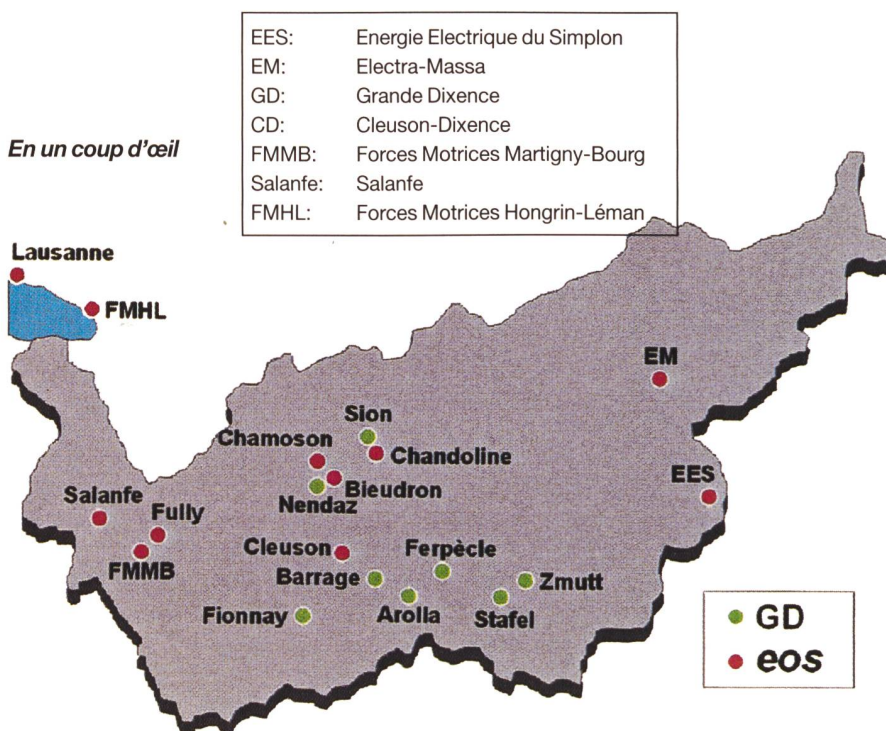 EES: Energie Electrique du Simplon
EM: Electra-Massa
GD: Grande Dixence
CD: Cleuson-Dixence
En un coup d'œil
FMMB: Forces Motrices Martigny-Bourg
Salanfe: Salanfe
FMHL: Forces Motrices Hongrin-Léman
Lausanne
FMHL
EM
Sion
Chamoson
Chandoline
EES
Bieudron
Nendaz
Salanfe
Fully
FMMB
Cleuson
Ferpècle
Barrage
Zmutt
Fionnay
Arolla
Stafel
GD
eos